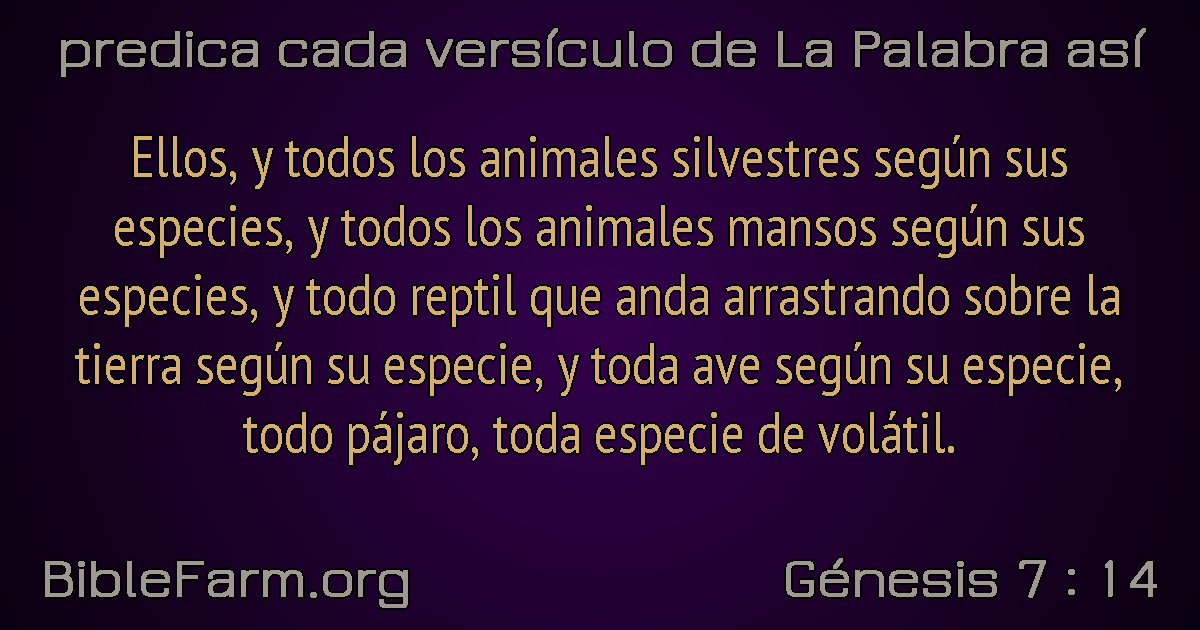 predica cada versículo de La Palabra así
Ellos, y todos los animales silvestres según sus
especies, y todos los animales mansos según sus
especies, y todo reptil que anda arrastrando sobre la
tierra según su especie, y toda ave según su especie,
todo pájaro, toda especie de volátil.
BibleFarm.org
Génesis 7 : 14